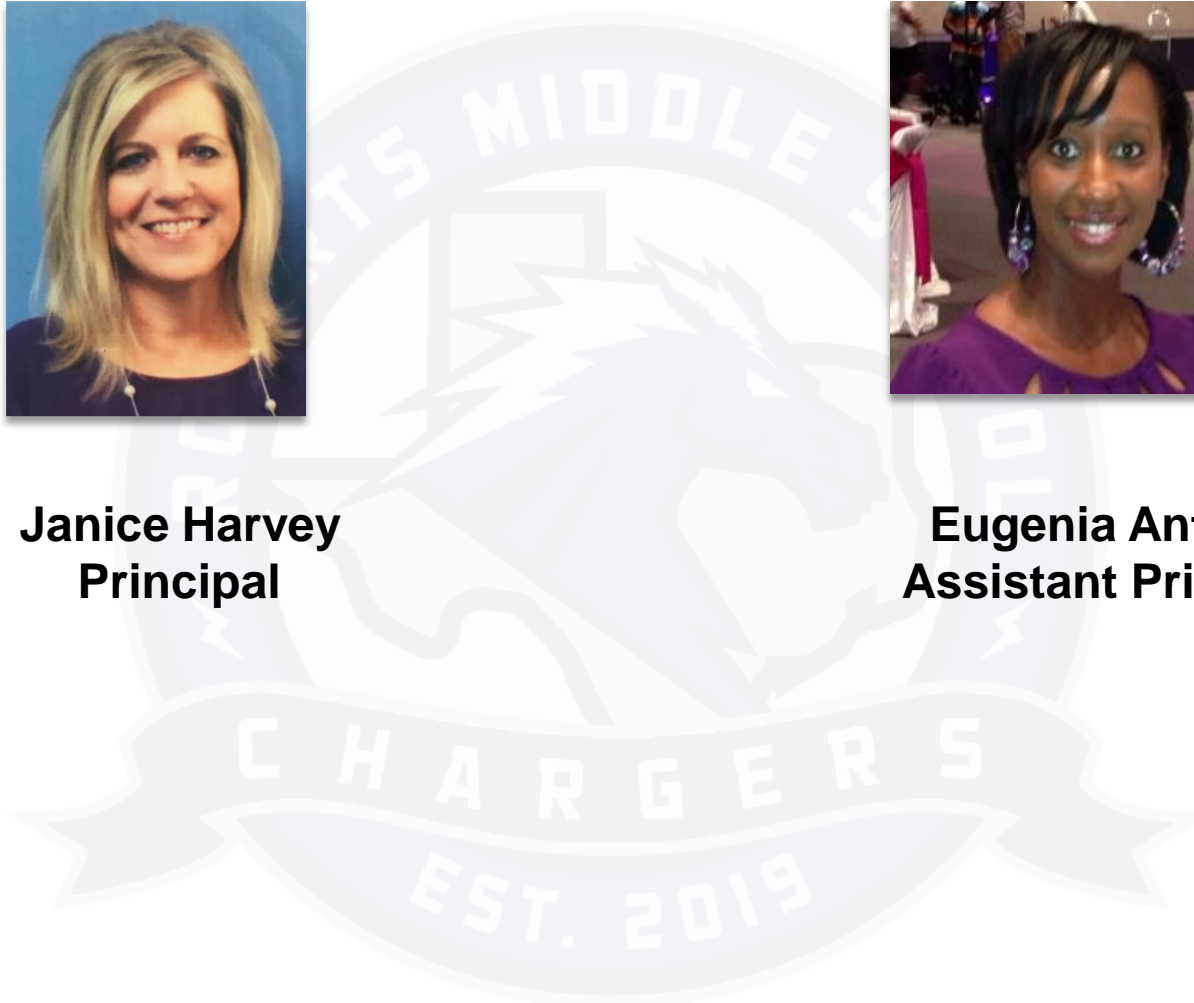 MIDDLE
Janice Harvey
Principal
Eugenia
Assistant
CHARGERS
EST. 2019